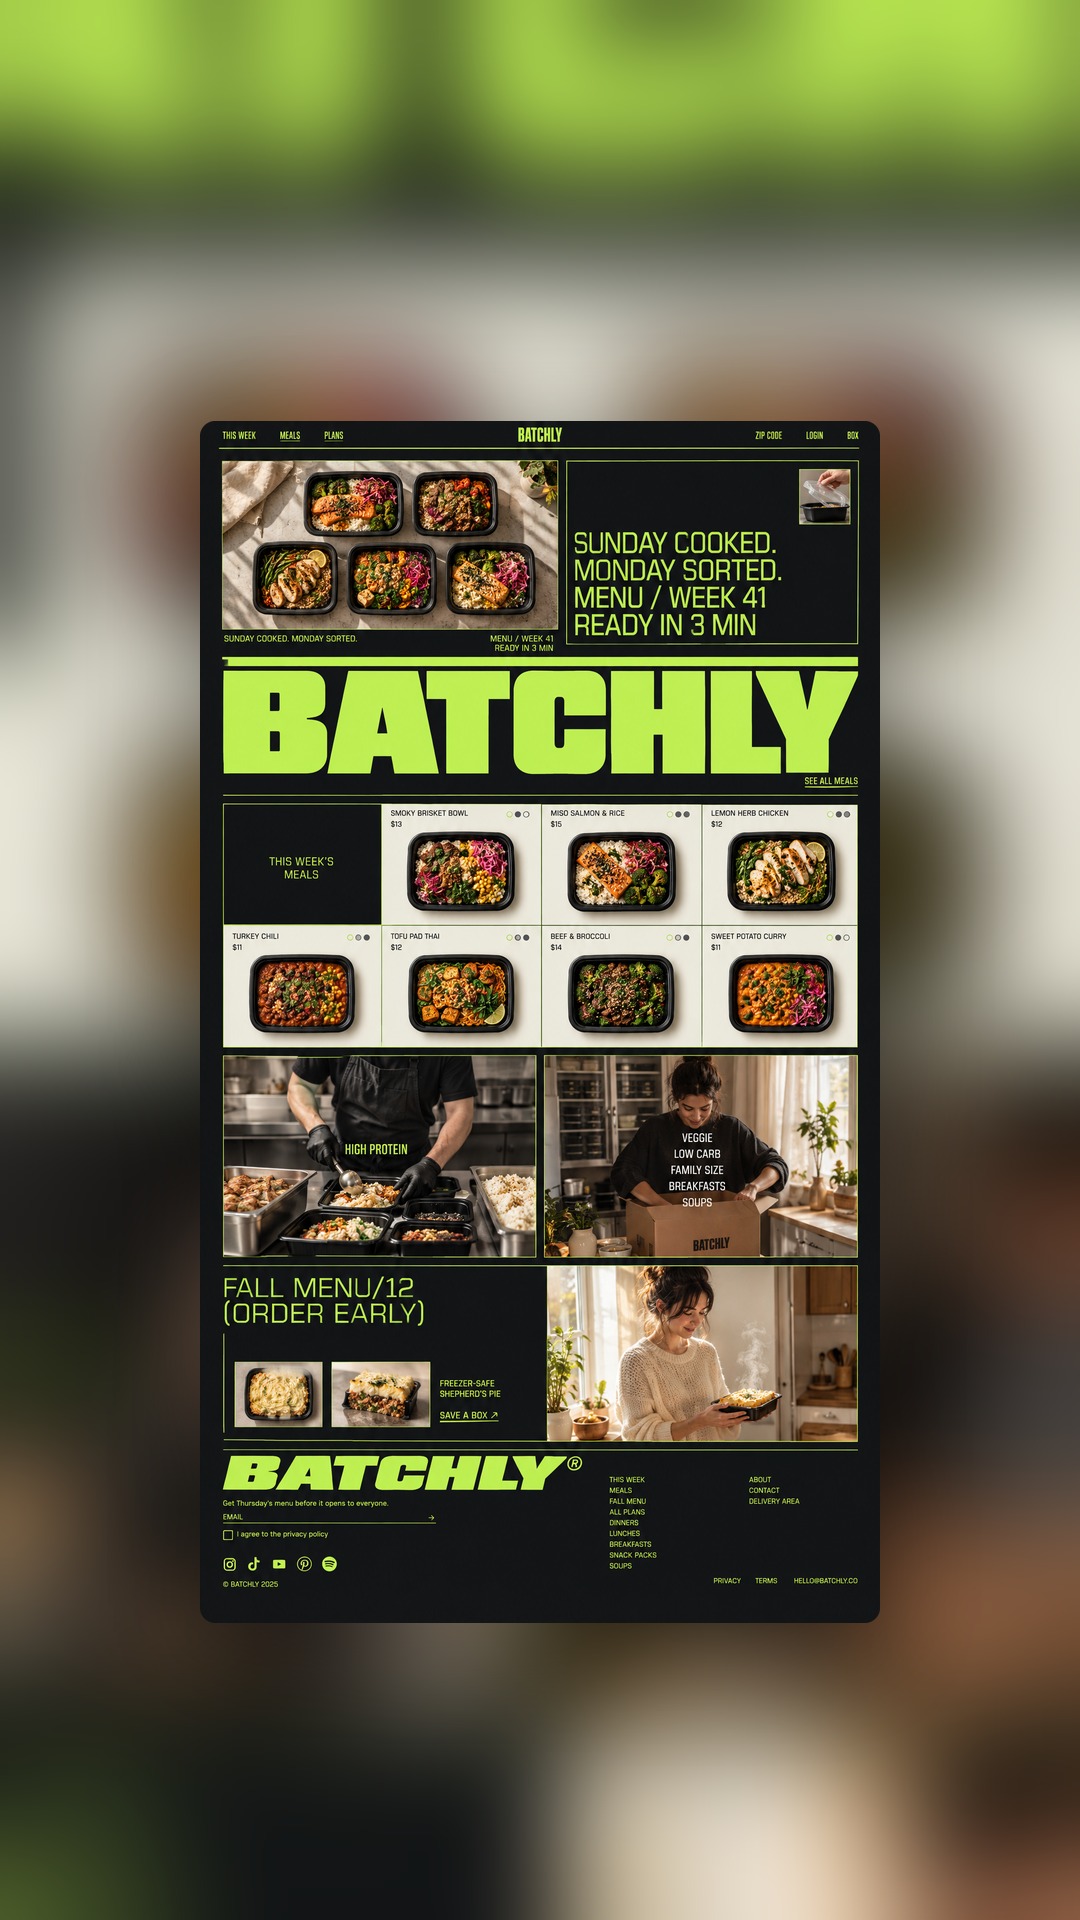 THIS WEEK
MEALS
PLANS
BATCHLY
ZIP CODE
LOGIN
BOX
SUNDAY COOKED.
MONDAY SORTED.
MENU / WEEK 41
READY IN 3 MIN
SUNDAY COOKED. MONDAY SORTED.
MENU / WEEK 41
READY IN 3 MIN
BATCHLY
SEE ALL MEALS
THIS WEEK'S
MEALS
SMOKY BRISKET BOWL
$13
MISO SALMON & RICE
$15
LEMON HERB CHICKEN
$12
TURKEY CHILI
$11
TOFU PAD THAI
$12
BEEF & BROCCOLI
$14
SWEET POTATO CURRY
$11
HIGH PROTEIN
VEGGIE
LOW CARB
FAMILY SIZE
BREAKFASTS
SOUPS
BATCHLY
FALL MENU/12
(ORDER EARLY)
FREEZER-SAFE
SHEPHERD'S PIE
SAVE A BOX ↗
BATCHLY®
Get Thursday's menu before it opens to everyone.
EMAIL →
I agree to the privacy policy
© BATCHLY 2025
THIS WEEK
MEALS
FALL MENU
ALL PLANS
DINNERS
LUNCHES
BREAKFASTS
SNACK PACKS
SOUPS
ABOUT
CONTACT
DELIVERY AREA
PRIVACY
TERMS
HELLO@BATCHLY.CO